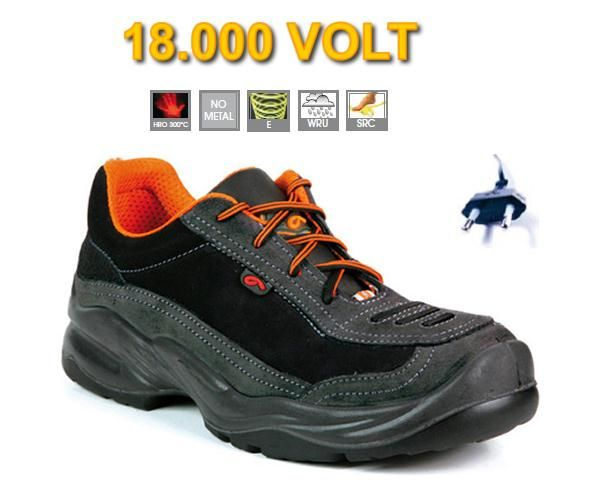 18.000 VOLT
HRO 300°C
NO METAL
E
WRU
SRC